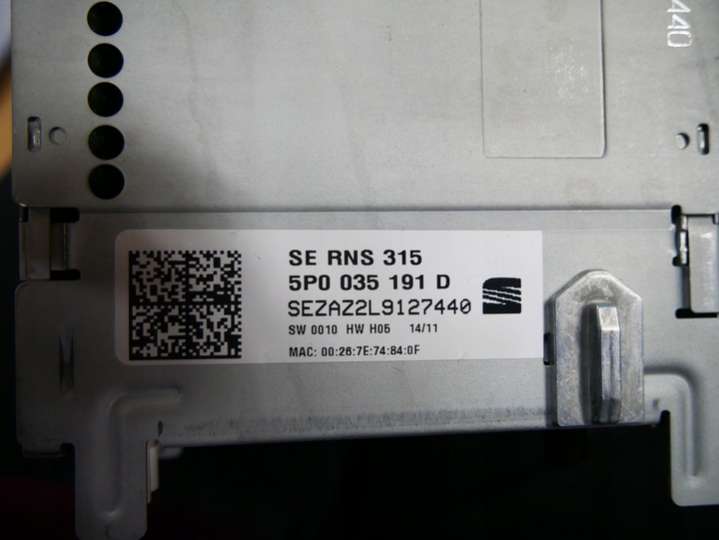 440
SE RNS 315
5P0 035 191 D
SEZAZ2L9127440
SW 0010 HW H05 14/11
MAC: 00:26:7E:74:84:0F